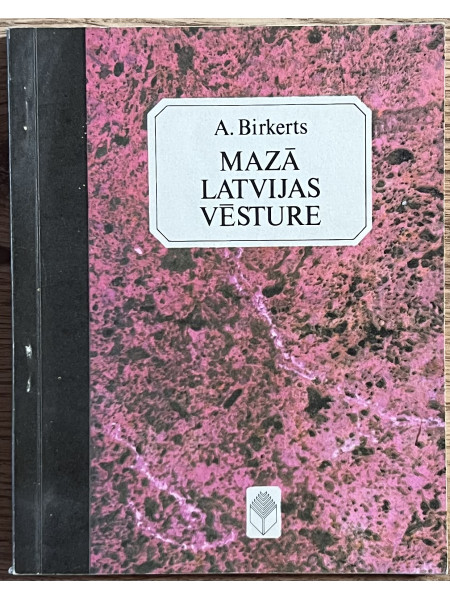 A. Birkerts
MAZĀ
LATVIJAS
VĒSTURE